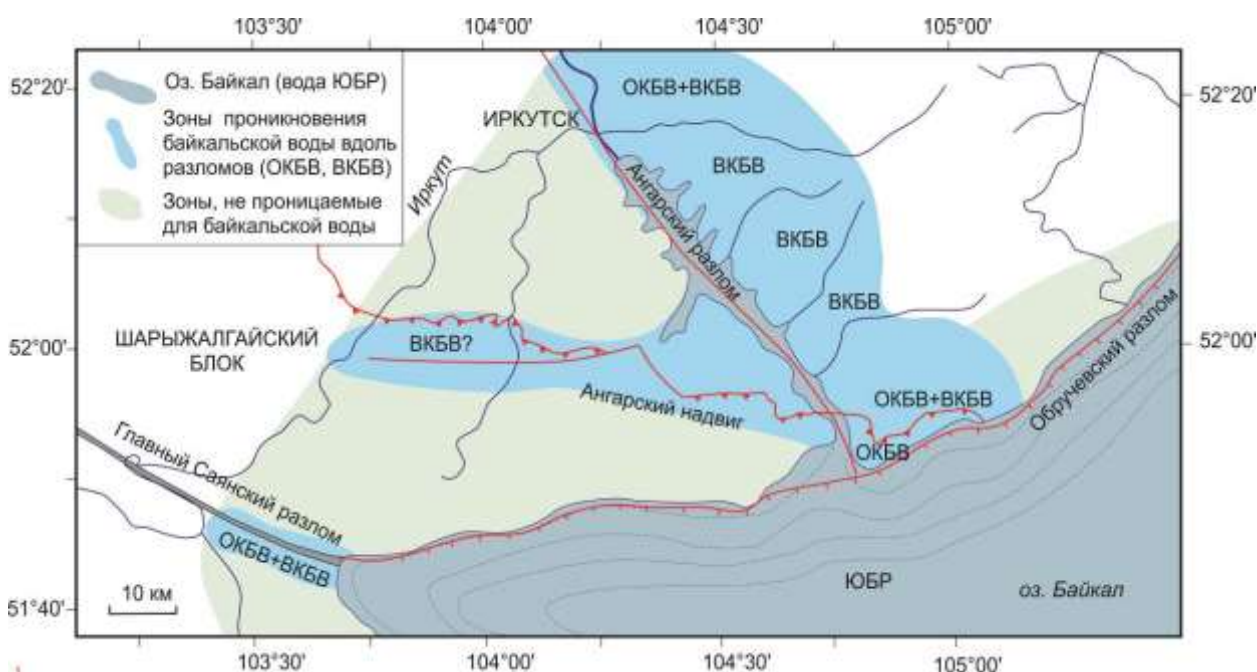 103°30'
104°00'
104°30'
105°00'
52°20'
52°20'
Оз. Байкал (вода ЮБР)
Зоны проникновения
байкальской воды вдоль
разломов (ОКБВ, ВКБВ)
Зоны, не проницаемые
для байкальской воды
ОКБВ+ВКБВ
ИРКУТСК
ВКБВ
Иркут
Ангарский разлом
ВКБВ
ВКБВ
52°00'
52°00'
ШАРЫЖАЛГАЙСКИЙ
БЛОК
ВКБВ?
Обручевский разлом
Ангарский надвиг
ОКБВ+ВКБВ
ОКБВ
Главный Саянский разлом
ОКБВ+ВКБВ
ЮБР
оз. Байкал
10 км
51°40'
103°30'
104°00'
104°30'
105°00'